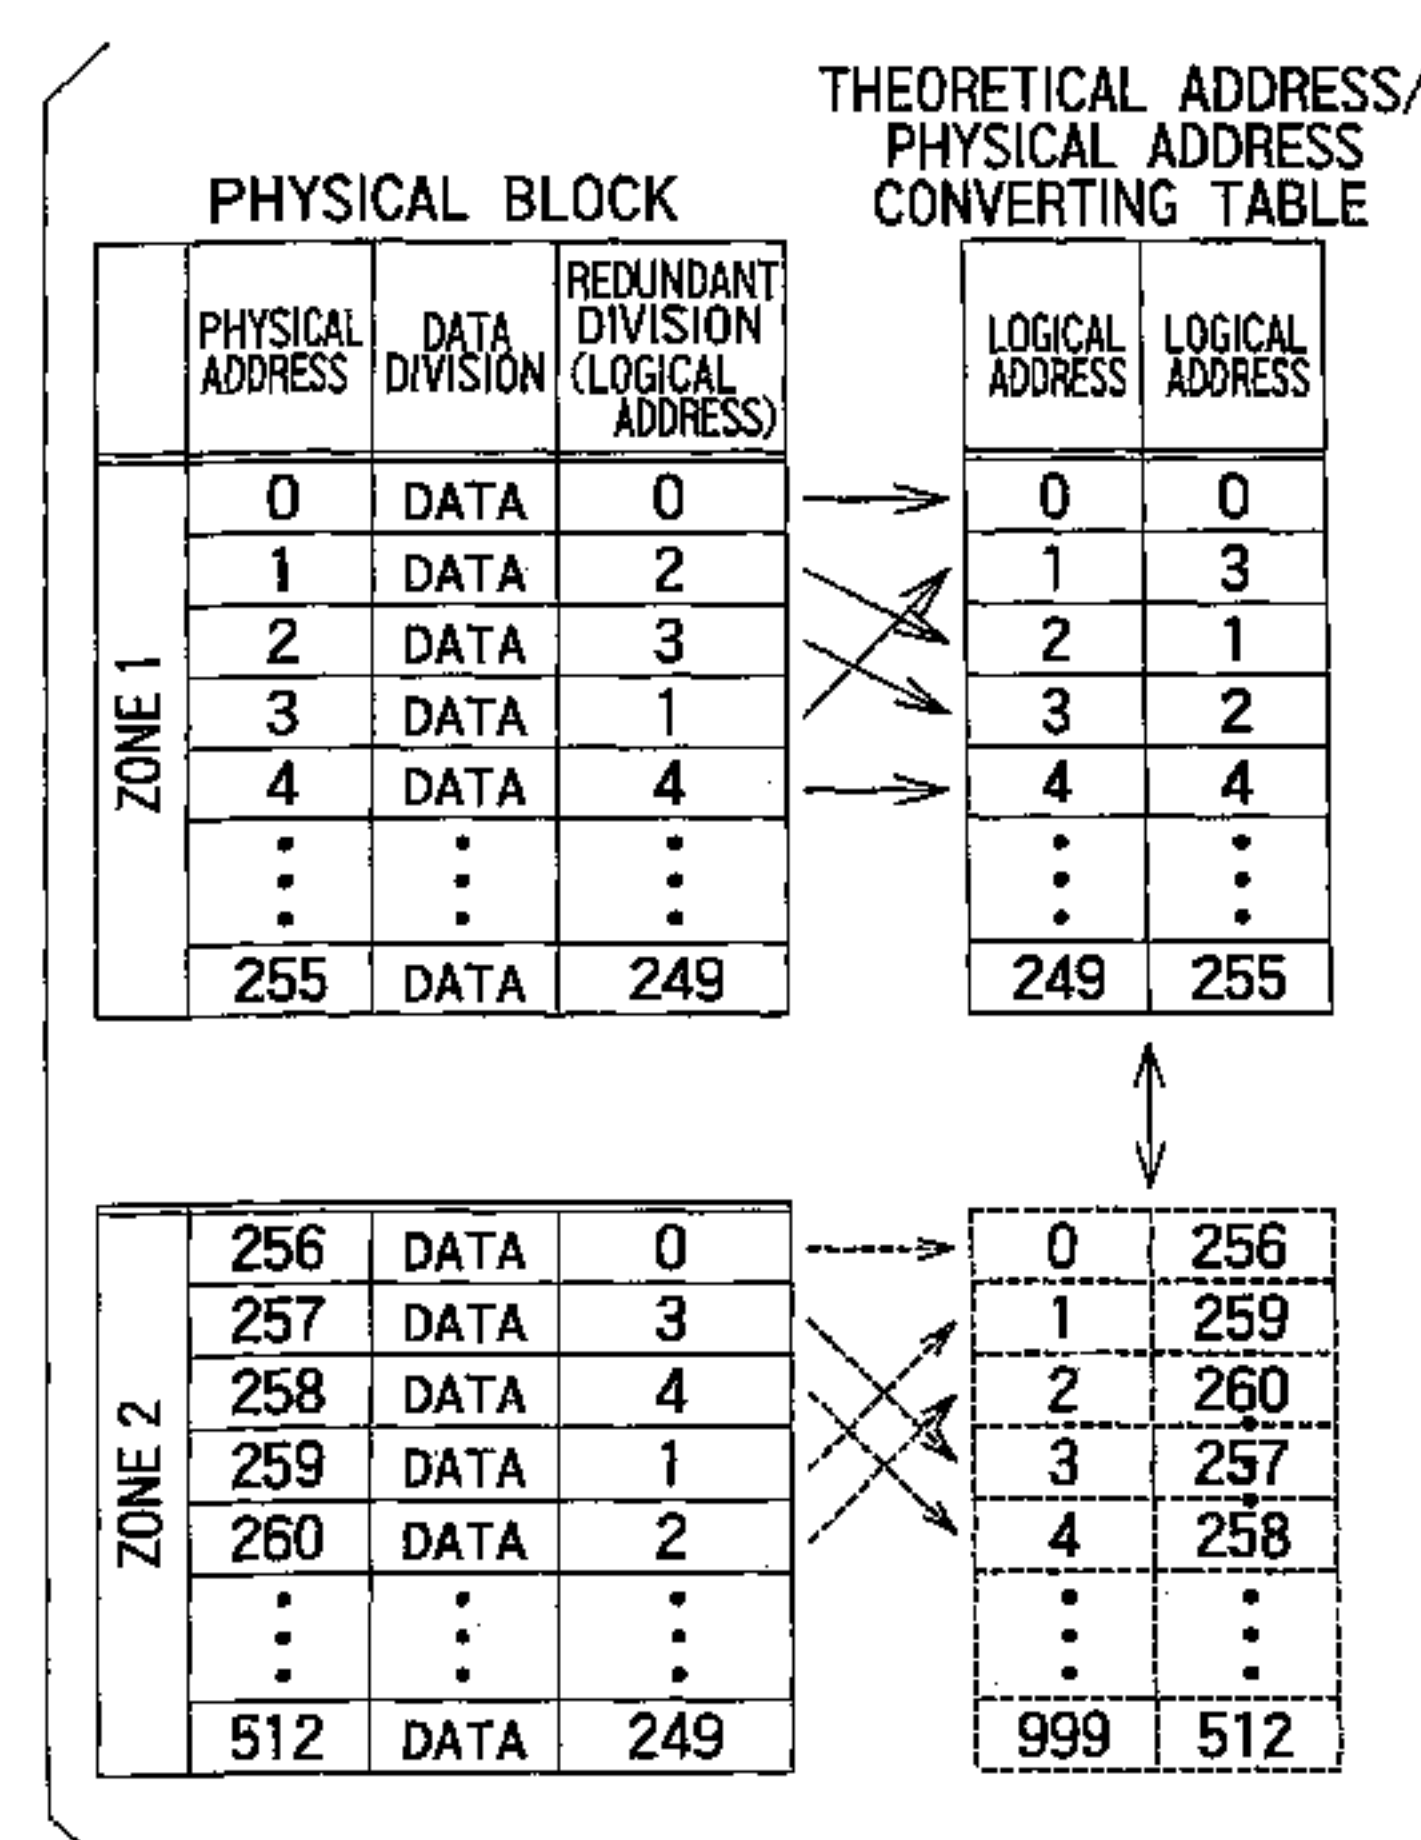 THEORETICAL ADDRESS/
PHYSICAL ADDRESS
CONVERTING TABLE
PHYSICAL BLOCK
PHYSICAL ADDRESS DATA DIVISION REDUNDANT DIVISION (LOGICAL ADDRESS) LOGICAL ADDRESS LOGICAL ADDRESS
ZONE 1
0 DATA 0 0 0
1 DATA 2 1 3
2 DATA 3 2 1
3 DATA 1 3 2
4 DATA 4 4 4
255 DATA 249 249 255
ZONE 2
256 DATA 0 0 256
257 DATA 3 1 259
258 DATA 4 2 260
259 DATA 1 3 257
260 DATA 2 4 258
512 DATA 249 999 512